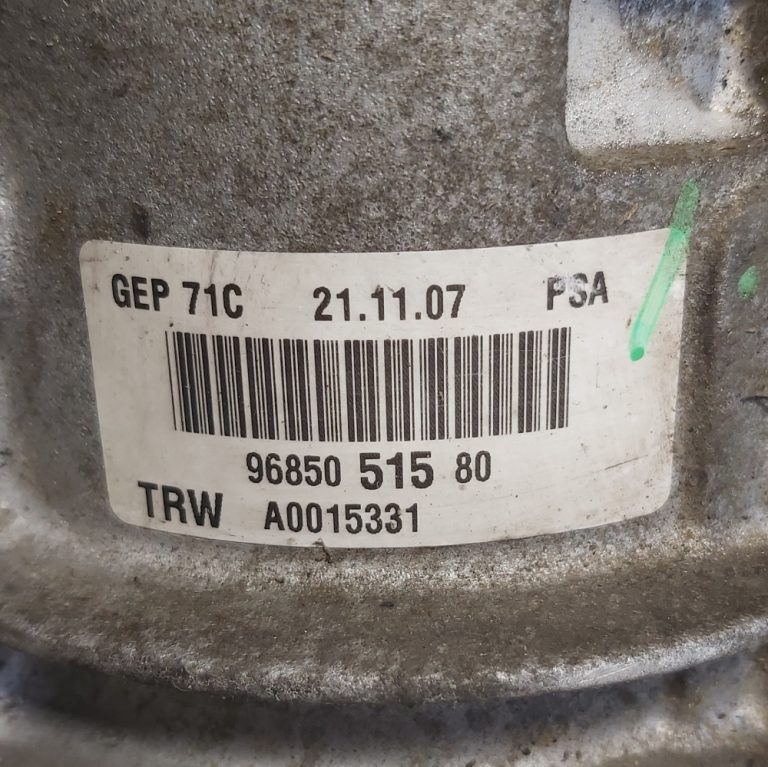 GEP 71C 21.11.07 PSA
96850 515 80
TRW A0015331